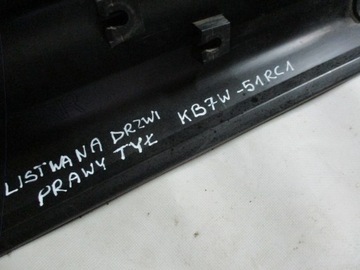 LISTWA NA DRZWI KB7W-51RC1
PRAWY TYŁ